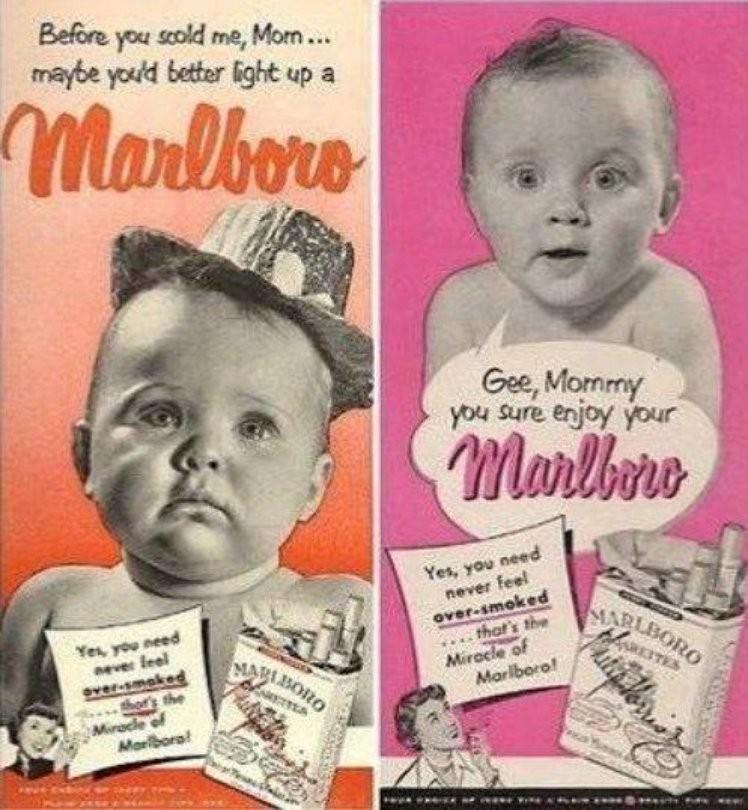 Before you scold me, Mom...
maybe you'd better light up a
Marlboro
Yes, you need
never feel
over-smoked
....that's the
Miracle of
Marlboro!
MARLBORO
CIGARETTES
Gee, Mommy
you sure enjoy your
Marlboro
Yes, you need
never feel
over-smoked
....that's the
Miracle of
Marlboro!
MARLBORO
CIGARETTES